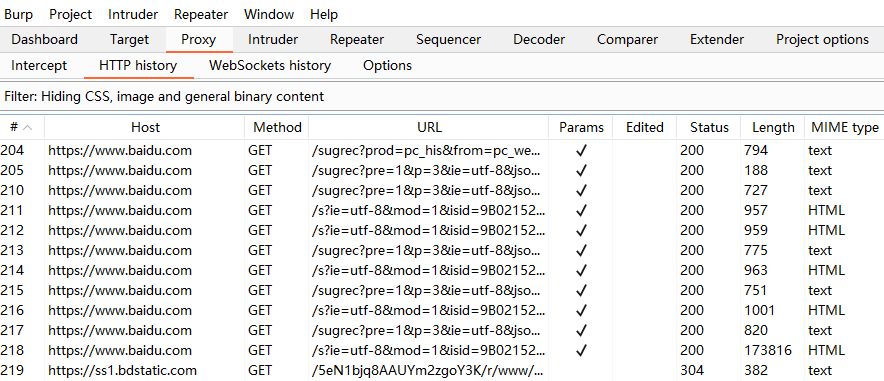 Burp Project Intruder Repeater Window Help
Dashboard Target Proxy Intruder Repeater Sequencer Decoder Comparer Extender Project options
Intercept HTTP history WebSockets history Options
Filter: Hiding CSS, image and general binary content
# Host Method URL Params Edited Status Length MIME type
204 https://www.baidu.com GET /sugrec?prod=pc_his&from=pc_we... ✓ 200 794 text
205 https://www.baidu.com GET /sugrec?pre=1&p=3&ie=utf-8&jso... ✓ 200 188 text
210 https://www.baidu.com GET /sugrec?pre=1&p=3&ie=utf-8&jso... ✓ 200 727 text
211 https://www.baidu.com GET /s?ie=utf-8&mod=1&isid=9B02152... ✓ 200 957 HTML
212 https://www.baidu.com GET /s?ie=utf-8&mod=1&isid=9B02152... ✓ 200 959 HTML
213 https://www.baidu.com GET /sugrec?pre=1&p=3&ie=utf-8&jso... ✓ 200 775 text
214 https://www.baidu.com GET /s?ie=utf-8&mod=1&isid=9B02152... ✓ 200 963 HTML
215 https://www.baidu.com GET /sugrec?pre=1&p=3&ie=utf-8&jso... ✓ 200 751 text
216 https://www.baidu.com GET /s?ie=utf-8&mod=1&isid=9B02152... ✓ 200 1001 HTML
217 https://www.baidu.com GET /sugrec?pre=1&p=3&ie=utf-8&jso... ✓ 200 820 text
218 https://www.baidu.com GET /s?ie=utf-8&mod=1&isid=9B02152... ✓ 200 173816 HTML
219 https://ss1.bdstatic.com GET /5eN1bjq8AAUYm2zgoY3K/r/www/... 304 382 text